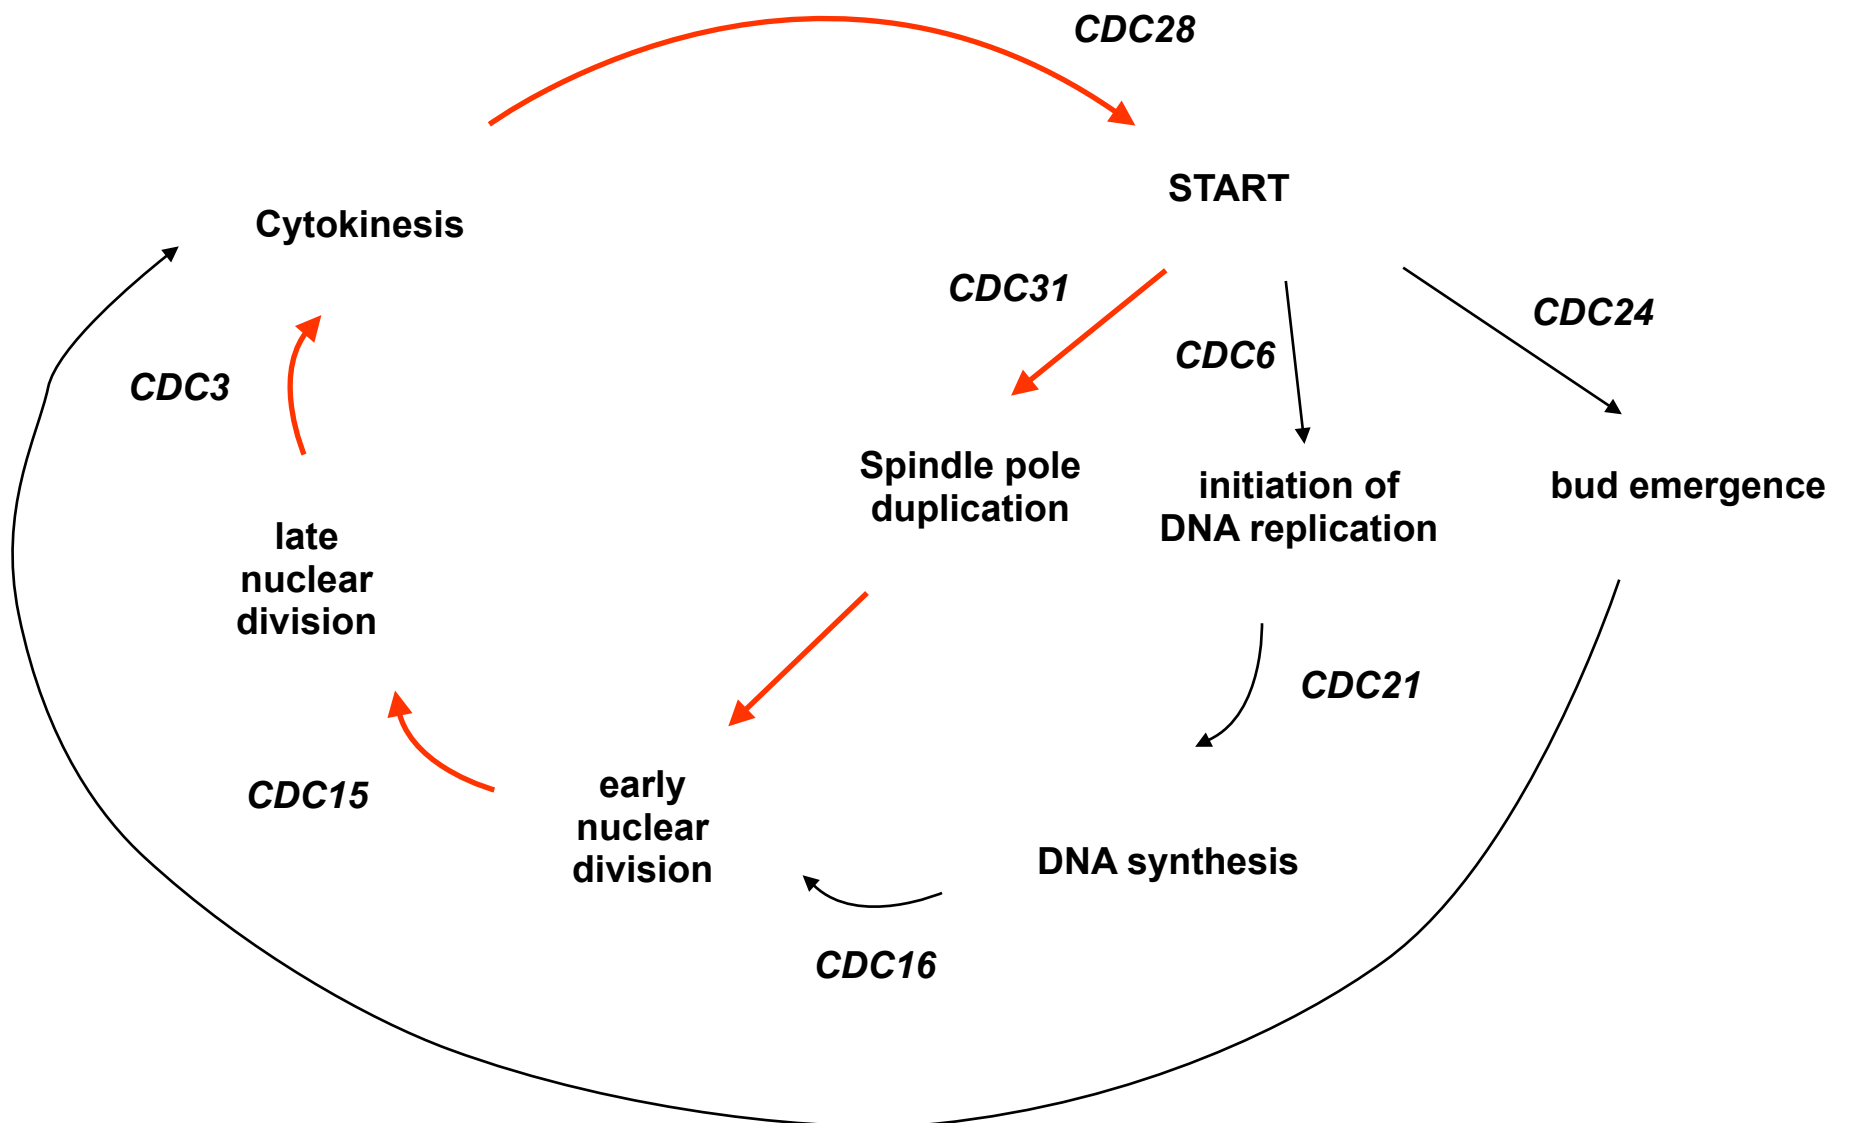 CDC28
START
Cytokinesis
CDC31
CDC24
CDC6
CDC3
Spindle pole
duplication
initiation of
DNA replication
bud emergence
late
nuclear
division
CDC21
CDC15
early
nuclear
division
DNA synthesis
CDC16